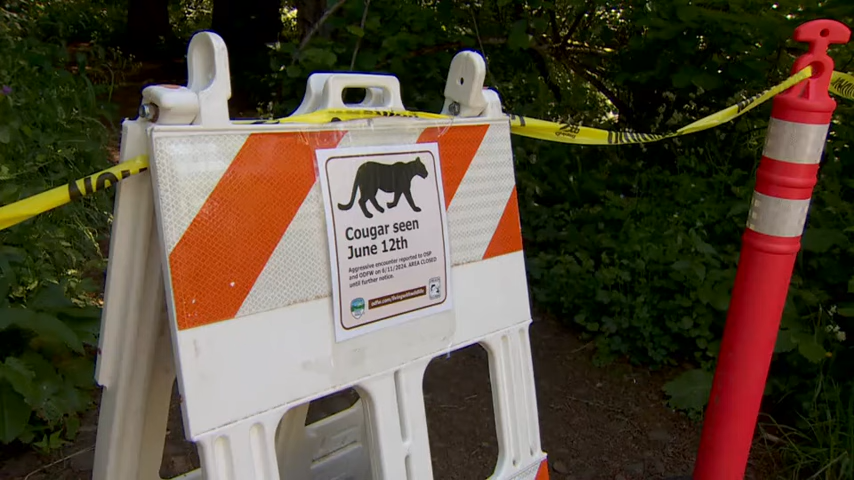 Cougar seen
June 12th
Aggressive encounter reported to OSP
and ODFW on 6/11/2024. AREA CLOSED
until further notice.
odfw.com/livingwithwildlife